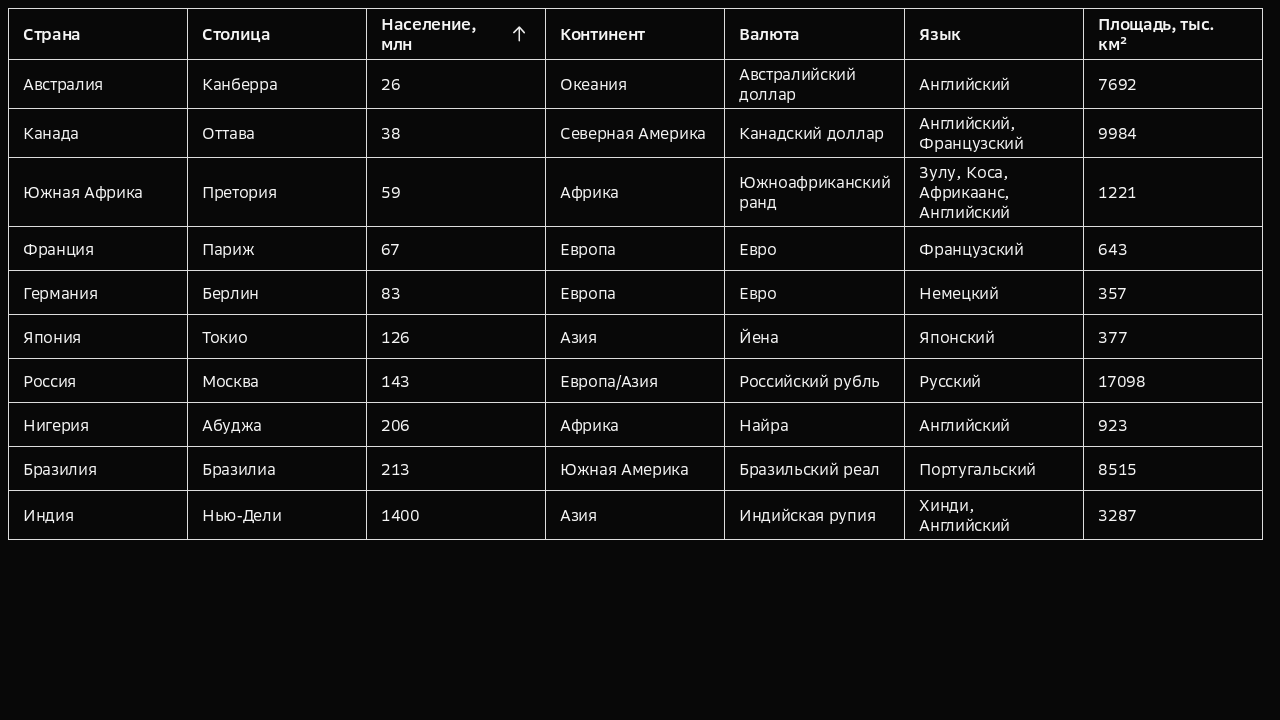 Страна
Столица
Население,
млн
Континент
Валюта
Язык
Площадь, тыс.
км²
Австралия
Канберра
26
Океания
Австралийский
доллар
Английский
7692
Канада
Оттава
38
Северная Америка
Канадский доллар
Английский,
Французский
9984
Южная Африка
Претория
59
Африка
Южноафриканский
ранд
Зулу, Коса,
Африкаанс,
Английский
1221
Франция
Париж
67
Европа
Евро
Французский
643
Германия
Берлин
83
Европа
Евро
Немецкий
357
Япония
Токио
126
Азия
Йена
Японский
377
Россия
Москва
143
Европа/Азия
Российский рубль
Русский
17098
Нигерия
Абуджа
206
Африка
Найра
Английский
923
Бразилия
Бразилиа
213
Южная Америка
Бразильский реал
Португальский
8515
Индия
Нью-Дели
1400
Азия
Индийская рупия
Хинди,
Английский
3287